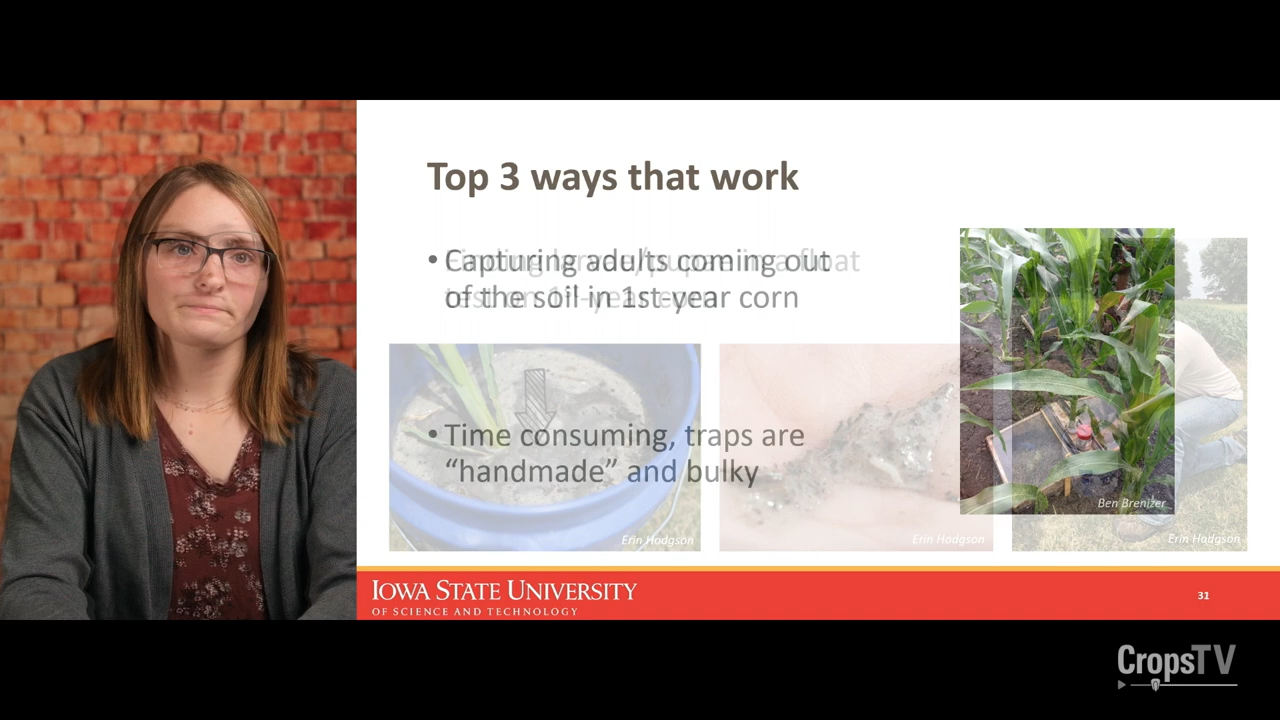 Top 3 ways that work
• Capturing adults coming out
of the soil in 1st-year corn
• Time consuming, traps are
“handmade” and bulky
Ben Brenizer
Erin Hodgson
Erin Hodgson
Erin Hodgson
IOWA STATE UNIVERSITY
OF SCIENCE AND TECHNOLOGY
31
CropsTV